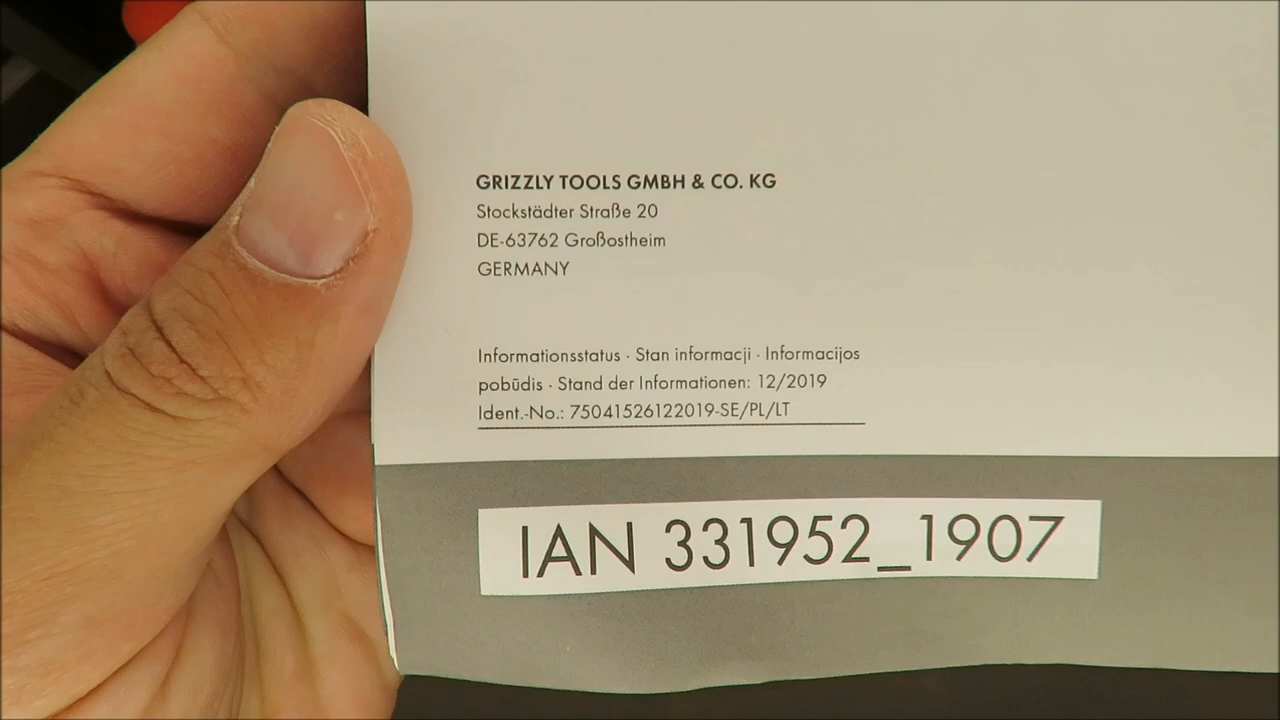 GRIZZLY TOOLS GMBH & CO. KG
Stockstädter Straße 20
DE-63762 Großostheim
GERMANY
Informationsstatus · Stan informacji · Informacijos
pobūdis · Stand der Informationen: 12/2019
Ident.-No.: 75041526122019-SE/PL/LT
IAN 331952_1907